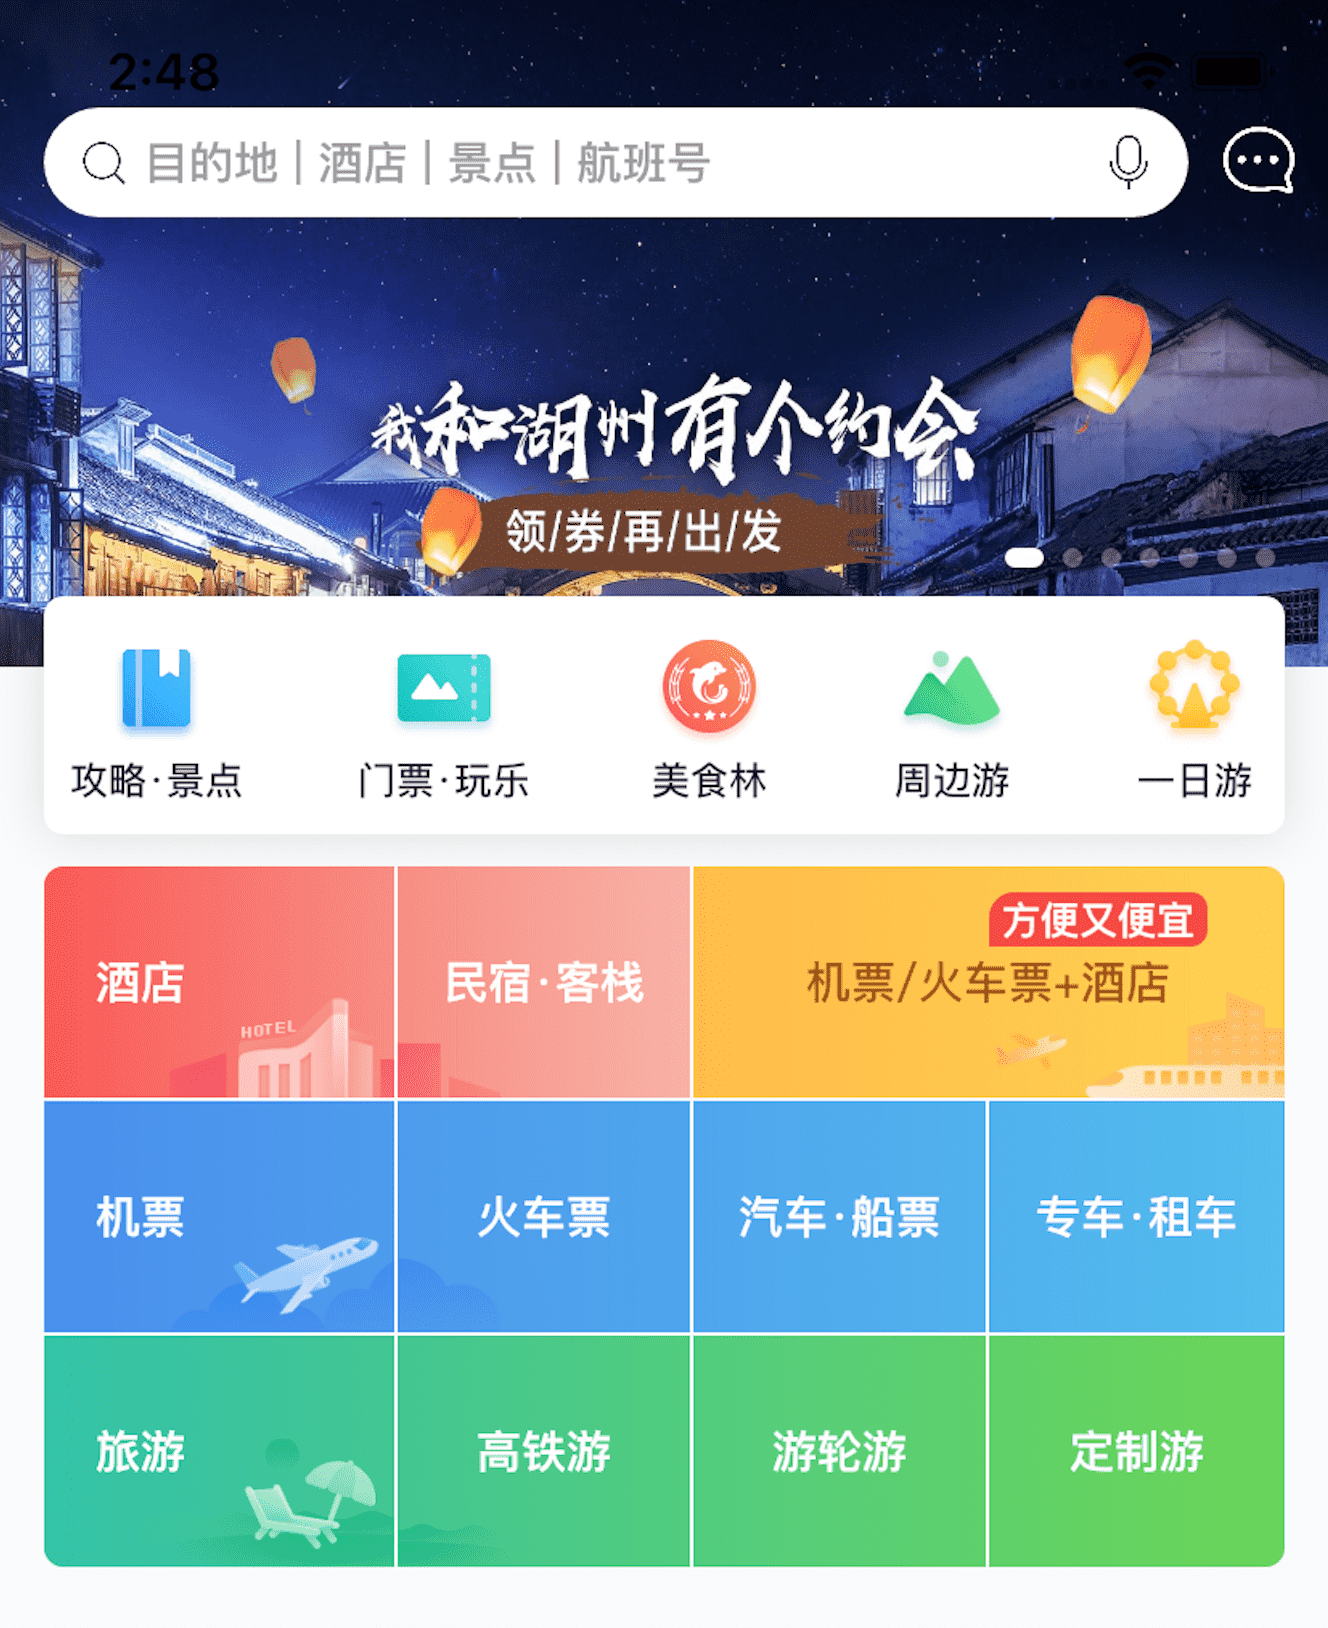 2:48
目的地 | 酒店 | 景点 | 航班号
我和湖州有个约会
领/券/再/出/发
攻略·景点
门票·玩乐
美食林
周边游
一日游
方便又便宜
酒店
民宿·客栈
机票/火车票+酒店
HOTEL
机票
火车票
汽车·船票
专车·租车
旅游
高铁游
游轮游
定制游